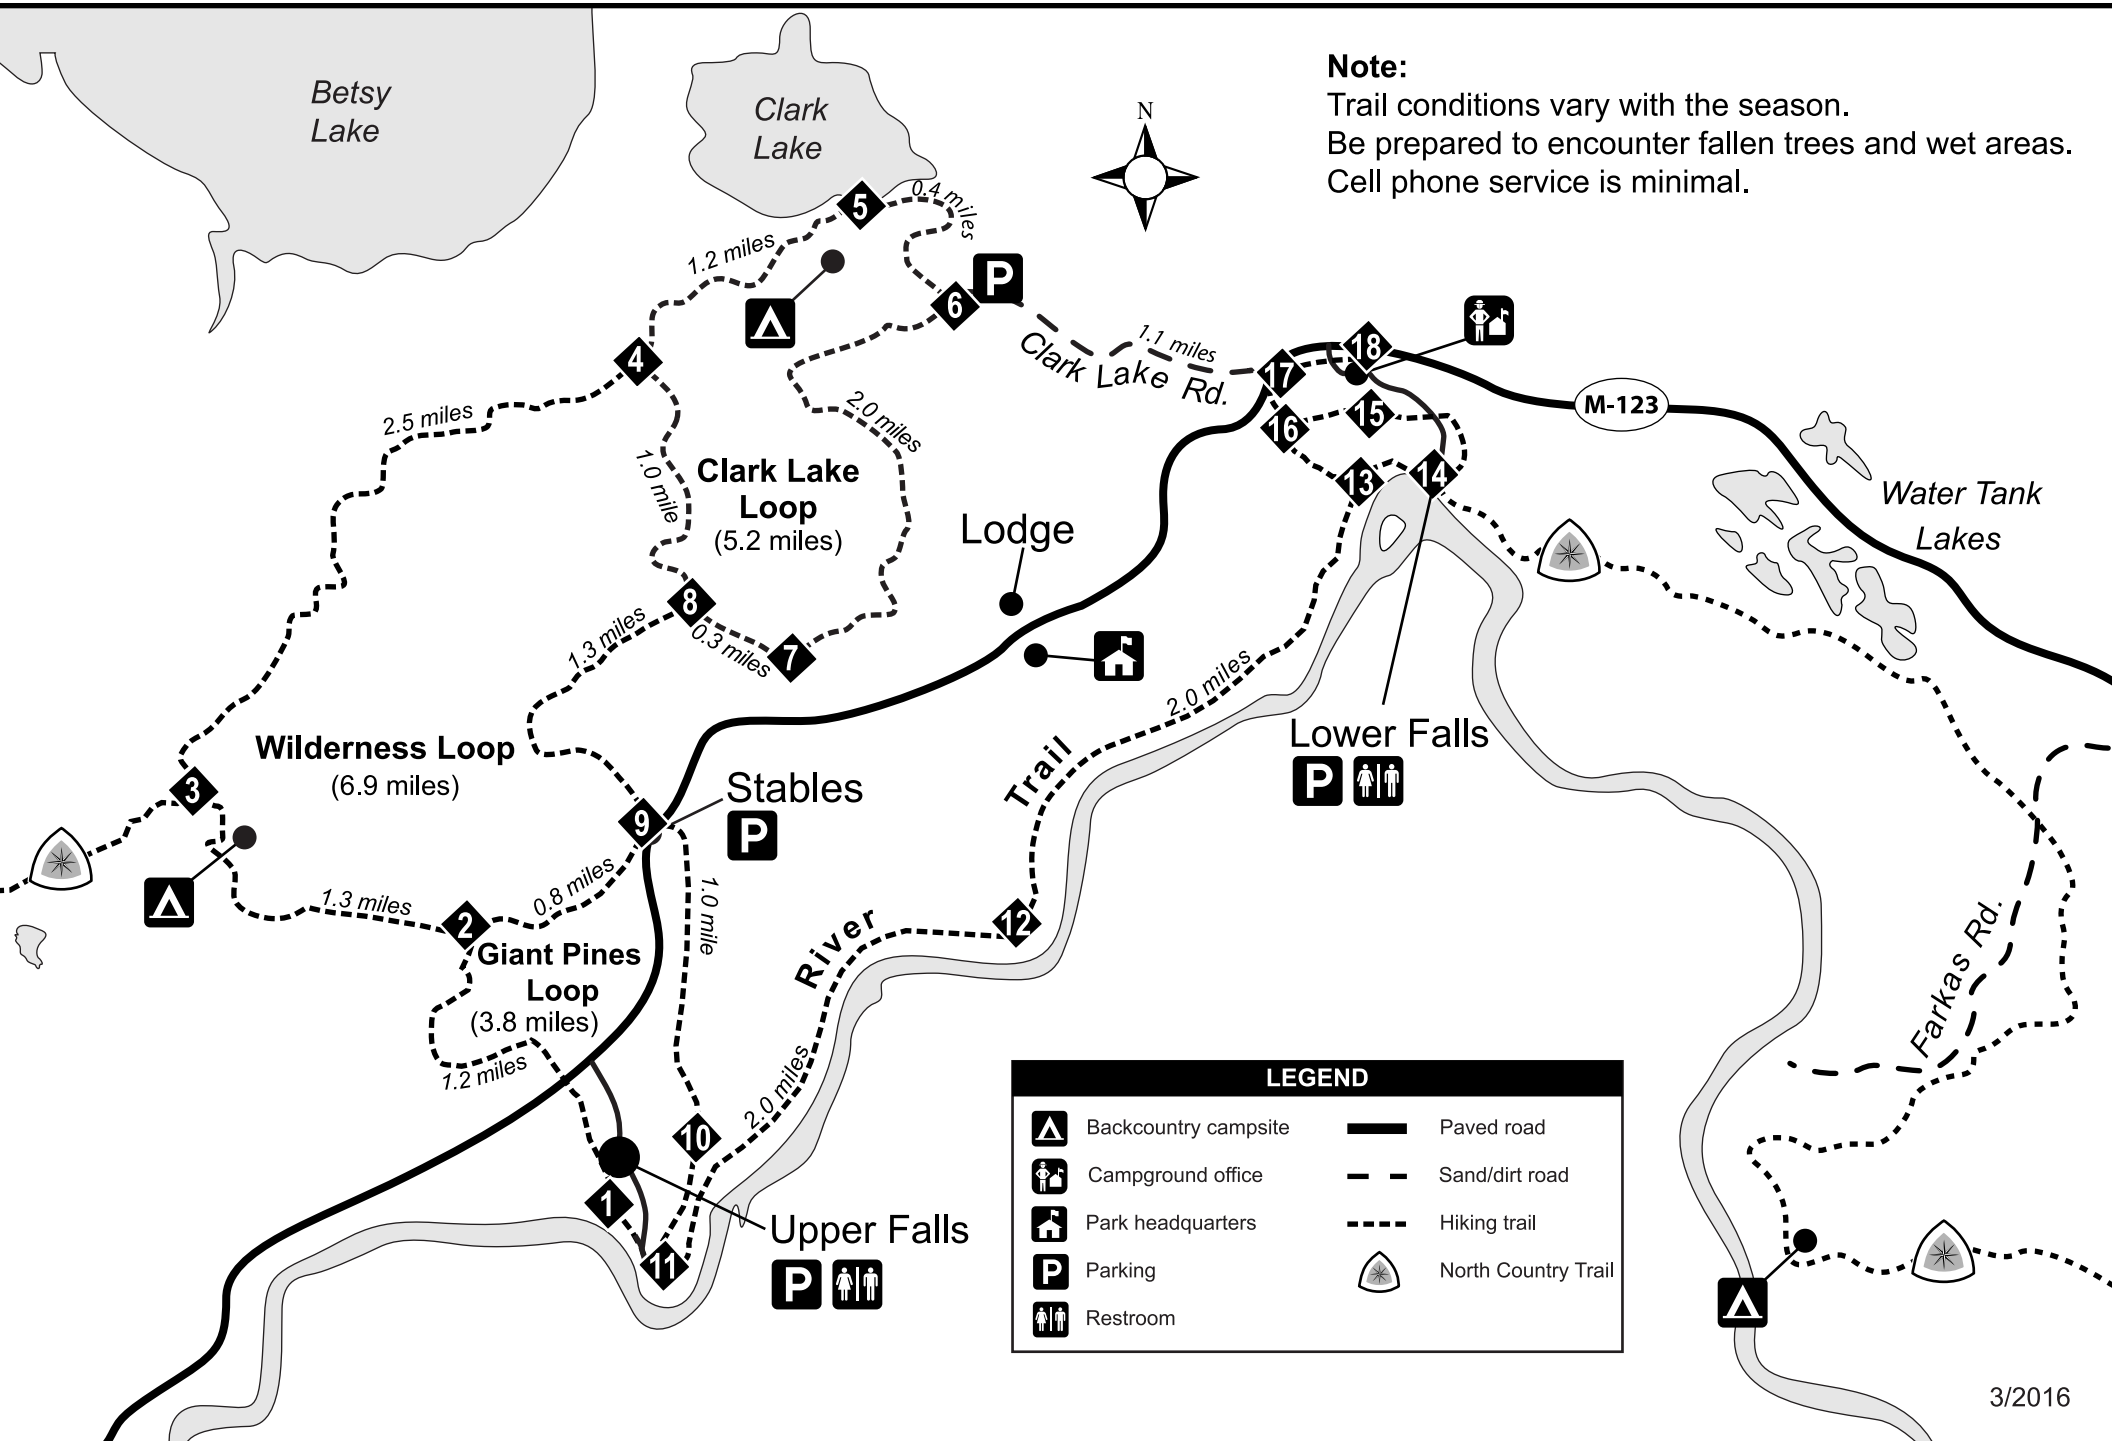 Betsy
Lake
Clark
Lake
N
Note:
Trail conditions vary with the season.
Be prepared to encounter fallen trees and wet areas.
Cell phone service is minimal.
5
0.4 miles
1.2 miles
6
P
4
1.1 miles
Clark Lake Rd.
17
18
M-123
2.5 miles
2.0 miles
16
15
1.0 mile
Clark Lake
Loop
(5.2 miles)
13
14
Water Tank
Lakes
Lodge
8
1.3 miles
0.3 miles
7
2.0 miles
Lower Falls
P
Wilderness Loop
(6.9 miles)
3
Stables
P
9
River Trail
1.3 miles
2
0.8 miles
1.0 mile
12
Giant Pines
Loop
(3.8 miles)
1.2 miles
2.0 miles
Farkas Rd.
10
1
11
Upper Falls
P
LEGEND
Backcountry campsite
Campground office
Park headquarters
P Parking
Restroom
Paved road
Sand/dirt road
Hiking trail
North Country Trail
3/2016